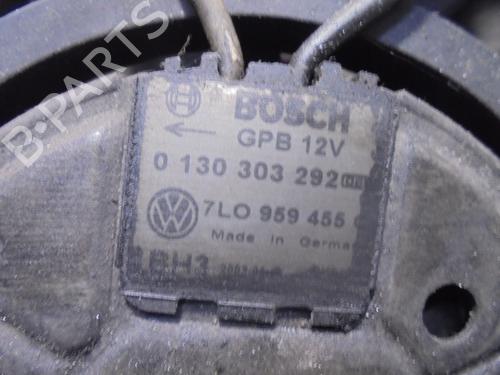 B-PARTS
BOSCH
GPB 12V
0 130 303 292
7L0 959 455
Made in Germa
BH3